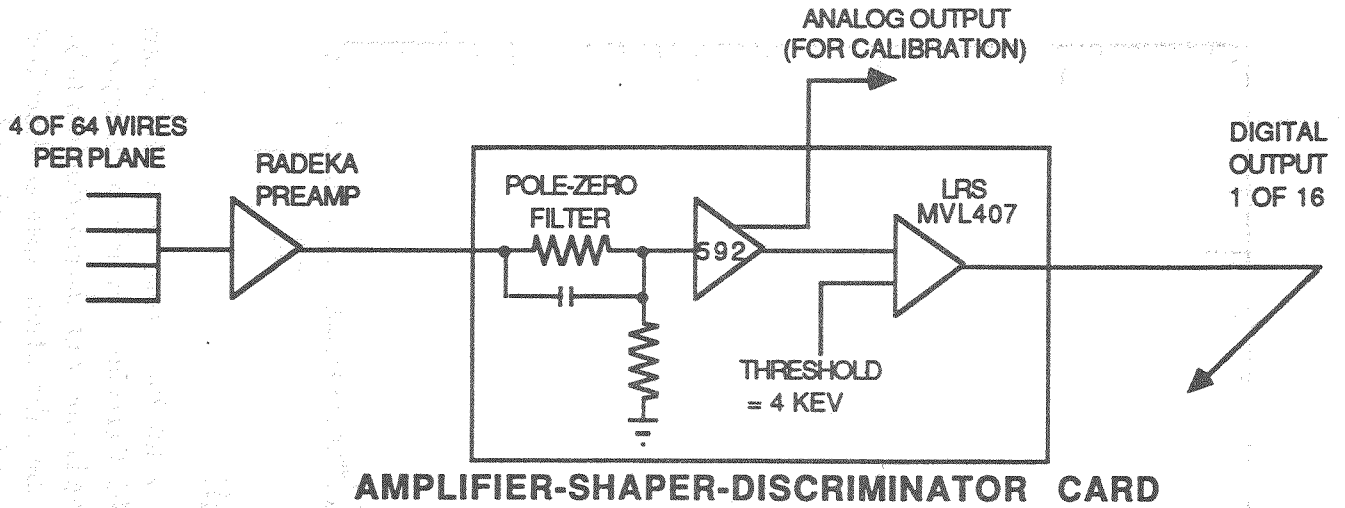 ANALOG OUTPUT
(FOR CALIBRATION)
4 OF 64 WIRES
PER PLANE
RADEKA
PREAMP
DIGITAL
OUTPUT
1 OF 16
POLE-ZERO
FILTER
592
LRS
MVL407
THRESHOLD
= 4 KEV
AMPLIFIER-SHAPER-DISCRIMINATOR CARD